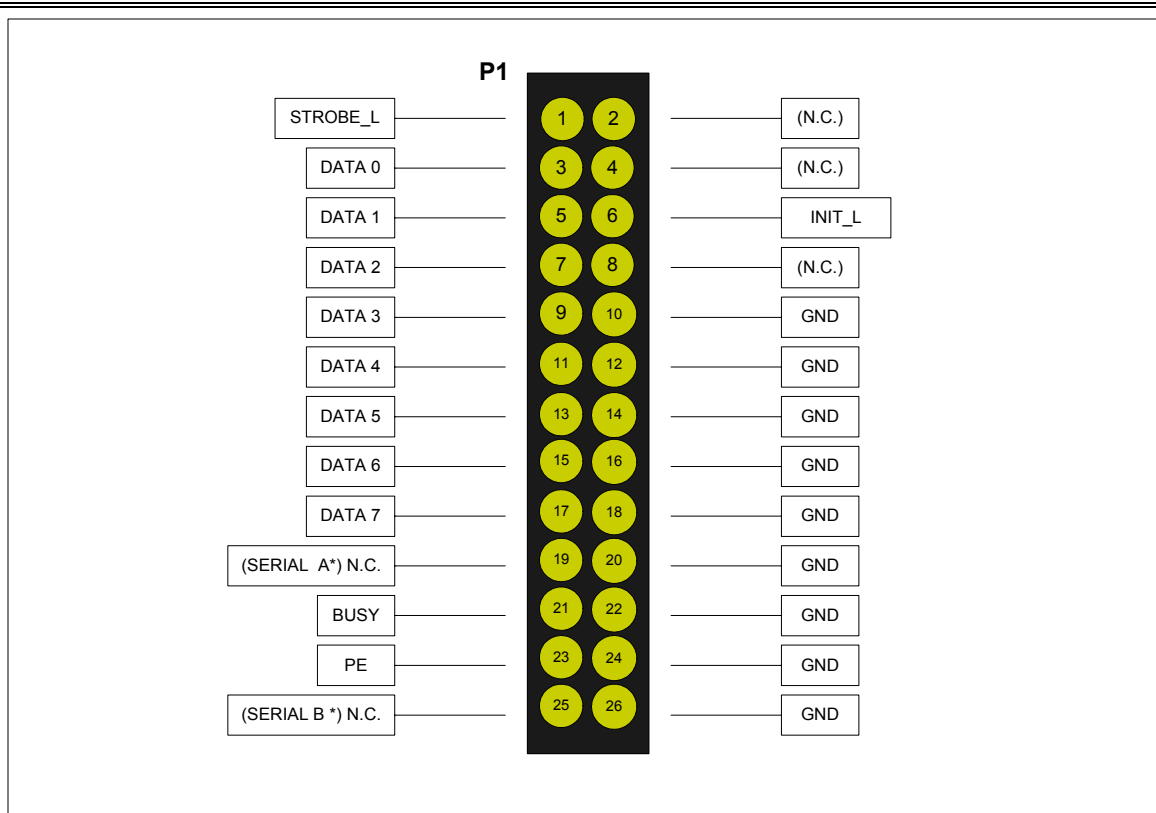 P1
STROBE_L 1 2 (N.C.)
DATA 0 3 4 (N.C.)
DATA 1 5 6 INIT_L
DATA 2 7 8 (N.C.)
DATA 3 9 10 GND
DATA 4 11 12 GND
DATA 5 13 14 GND
DATA 6 15 16 GND
DATA 7 17 18 GND
(SERIAL A*) N.C. 19 20 GND
BUSY 21 22 GND
PE 23 24 GND
(SERIAL B *) N.C. 25 26 GND